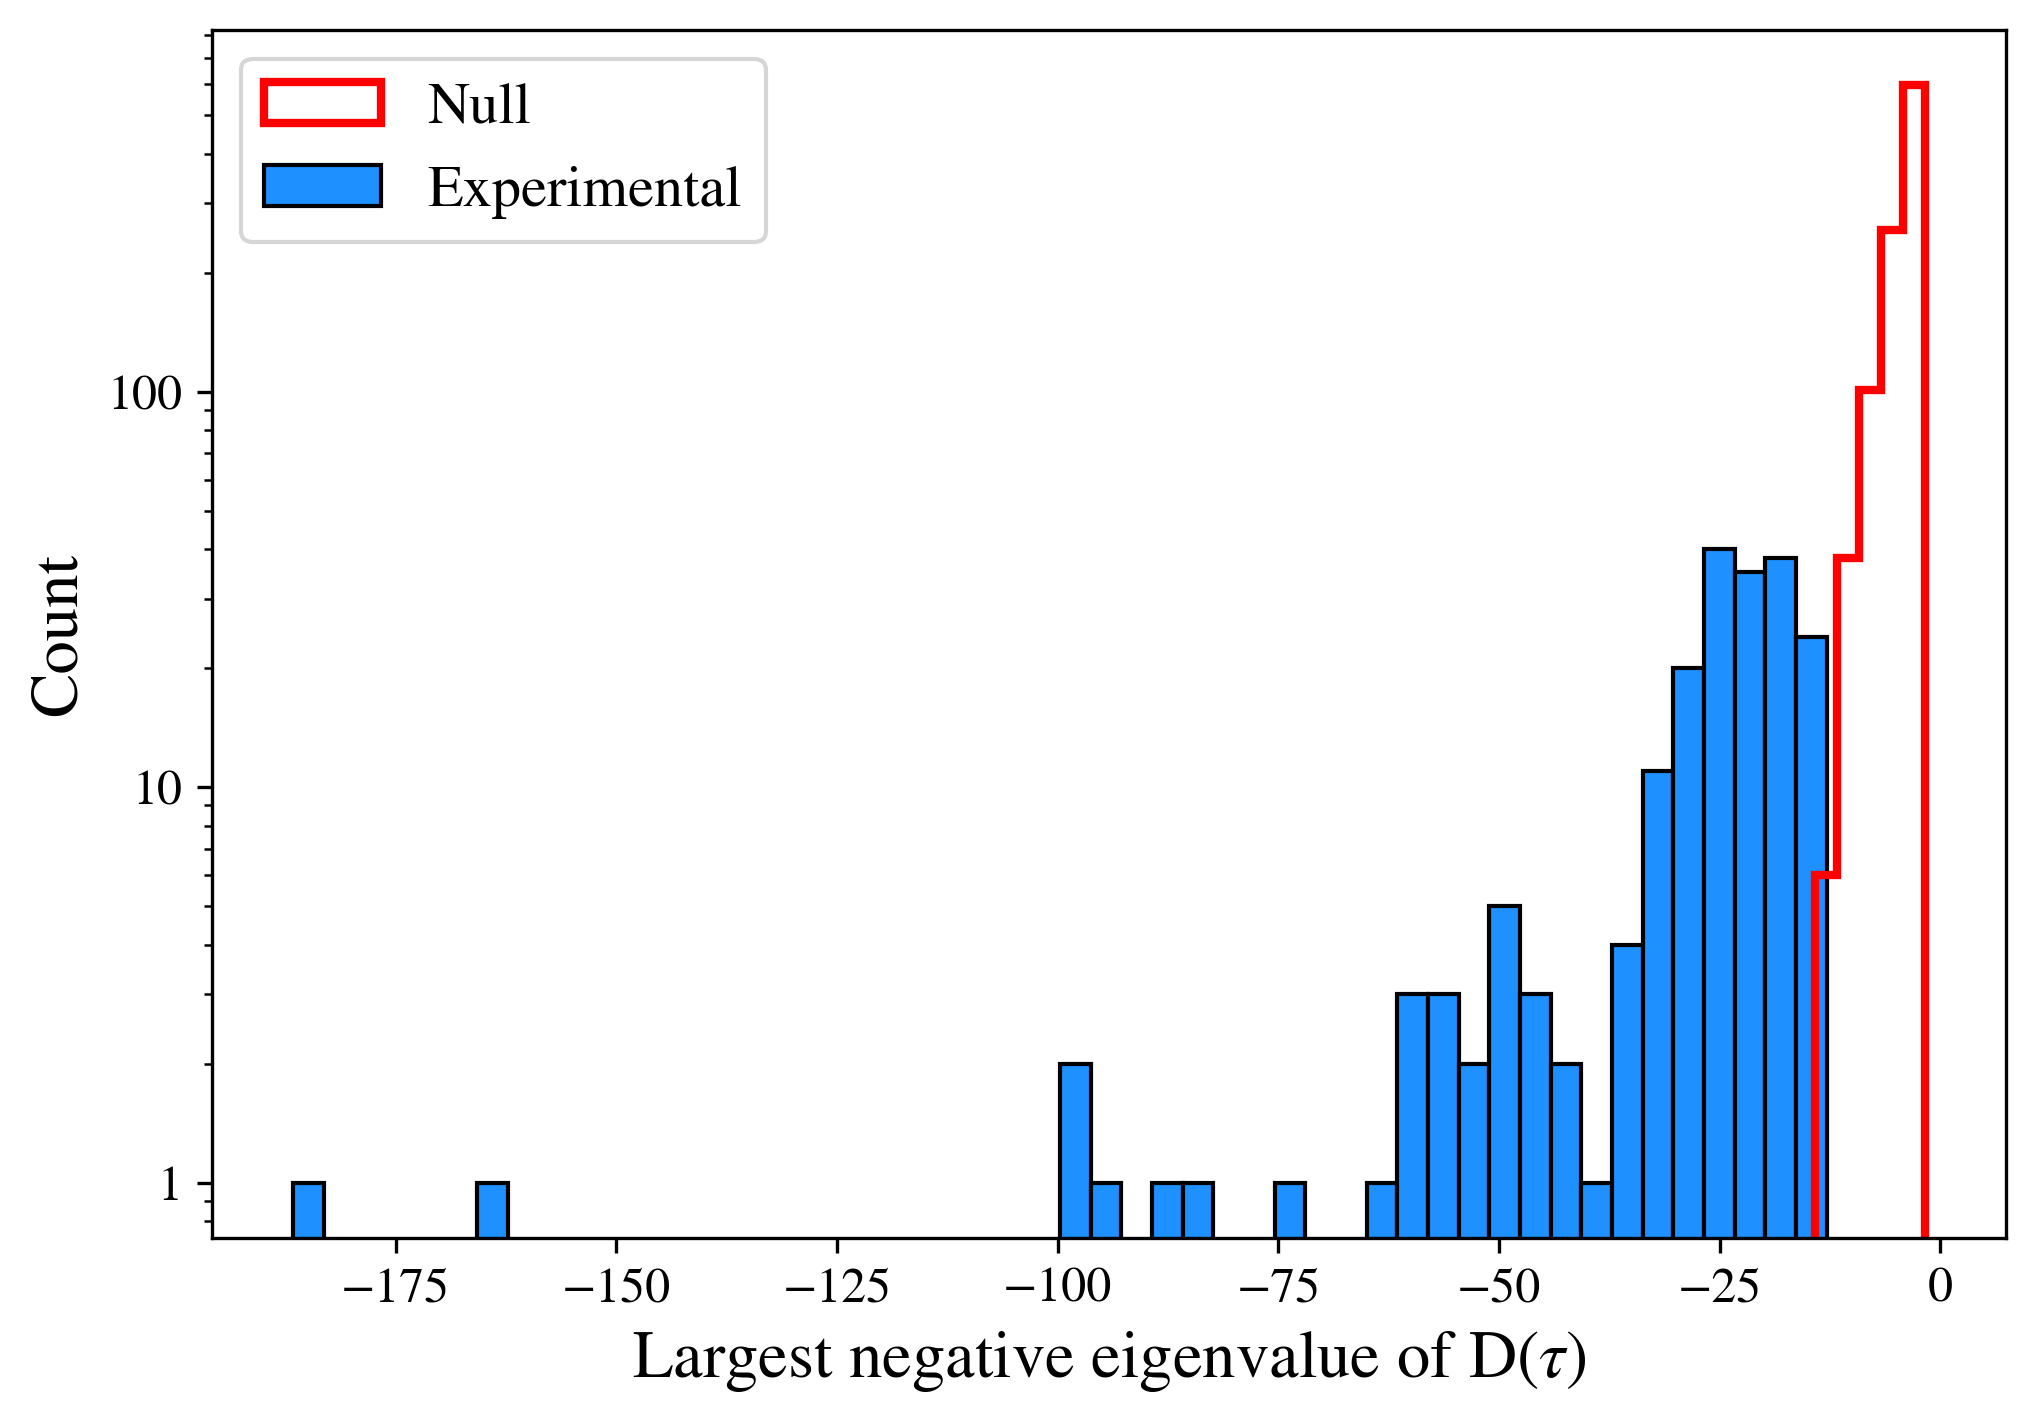 Null
Experimental
100
10
1
Count
−175 −150 −125 −100 −75 −50 −25 0
Largest negative eigenvalue of D(τ)